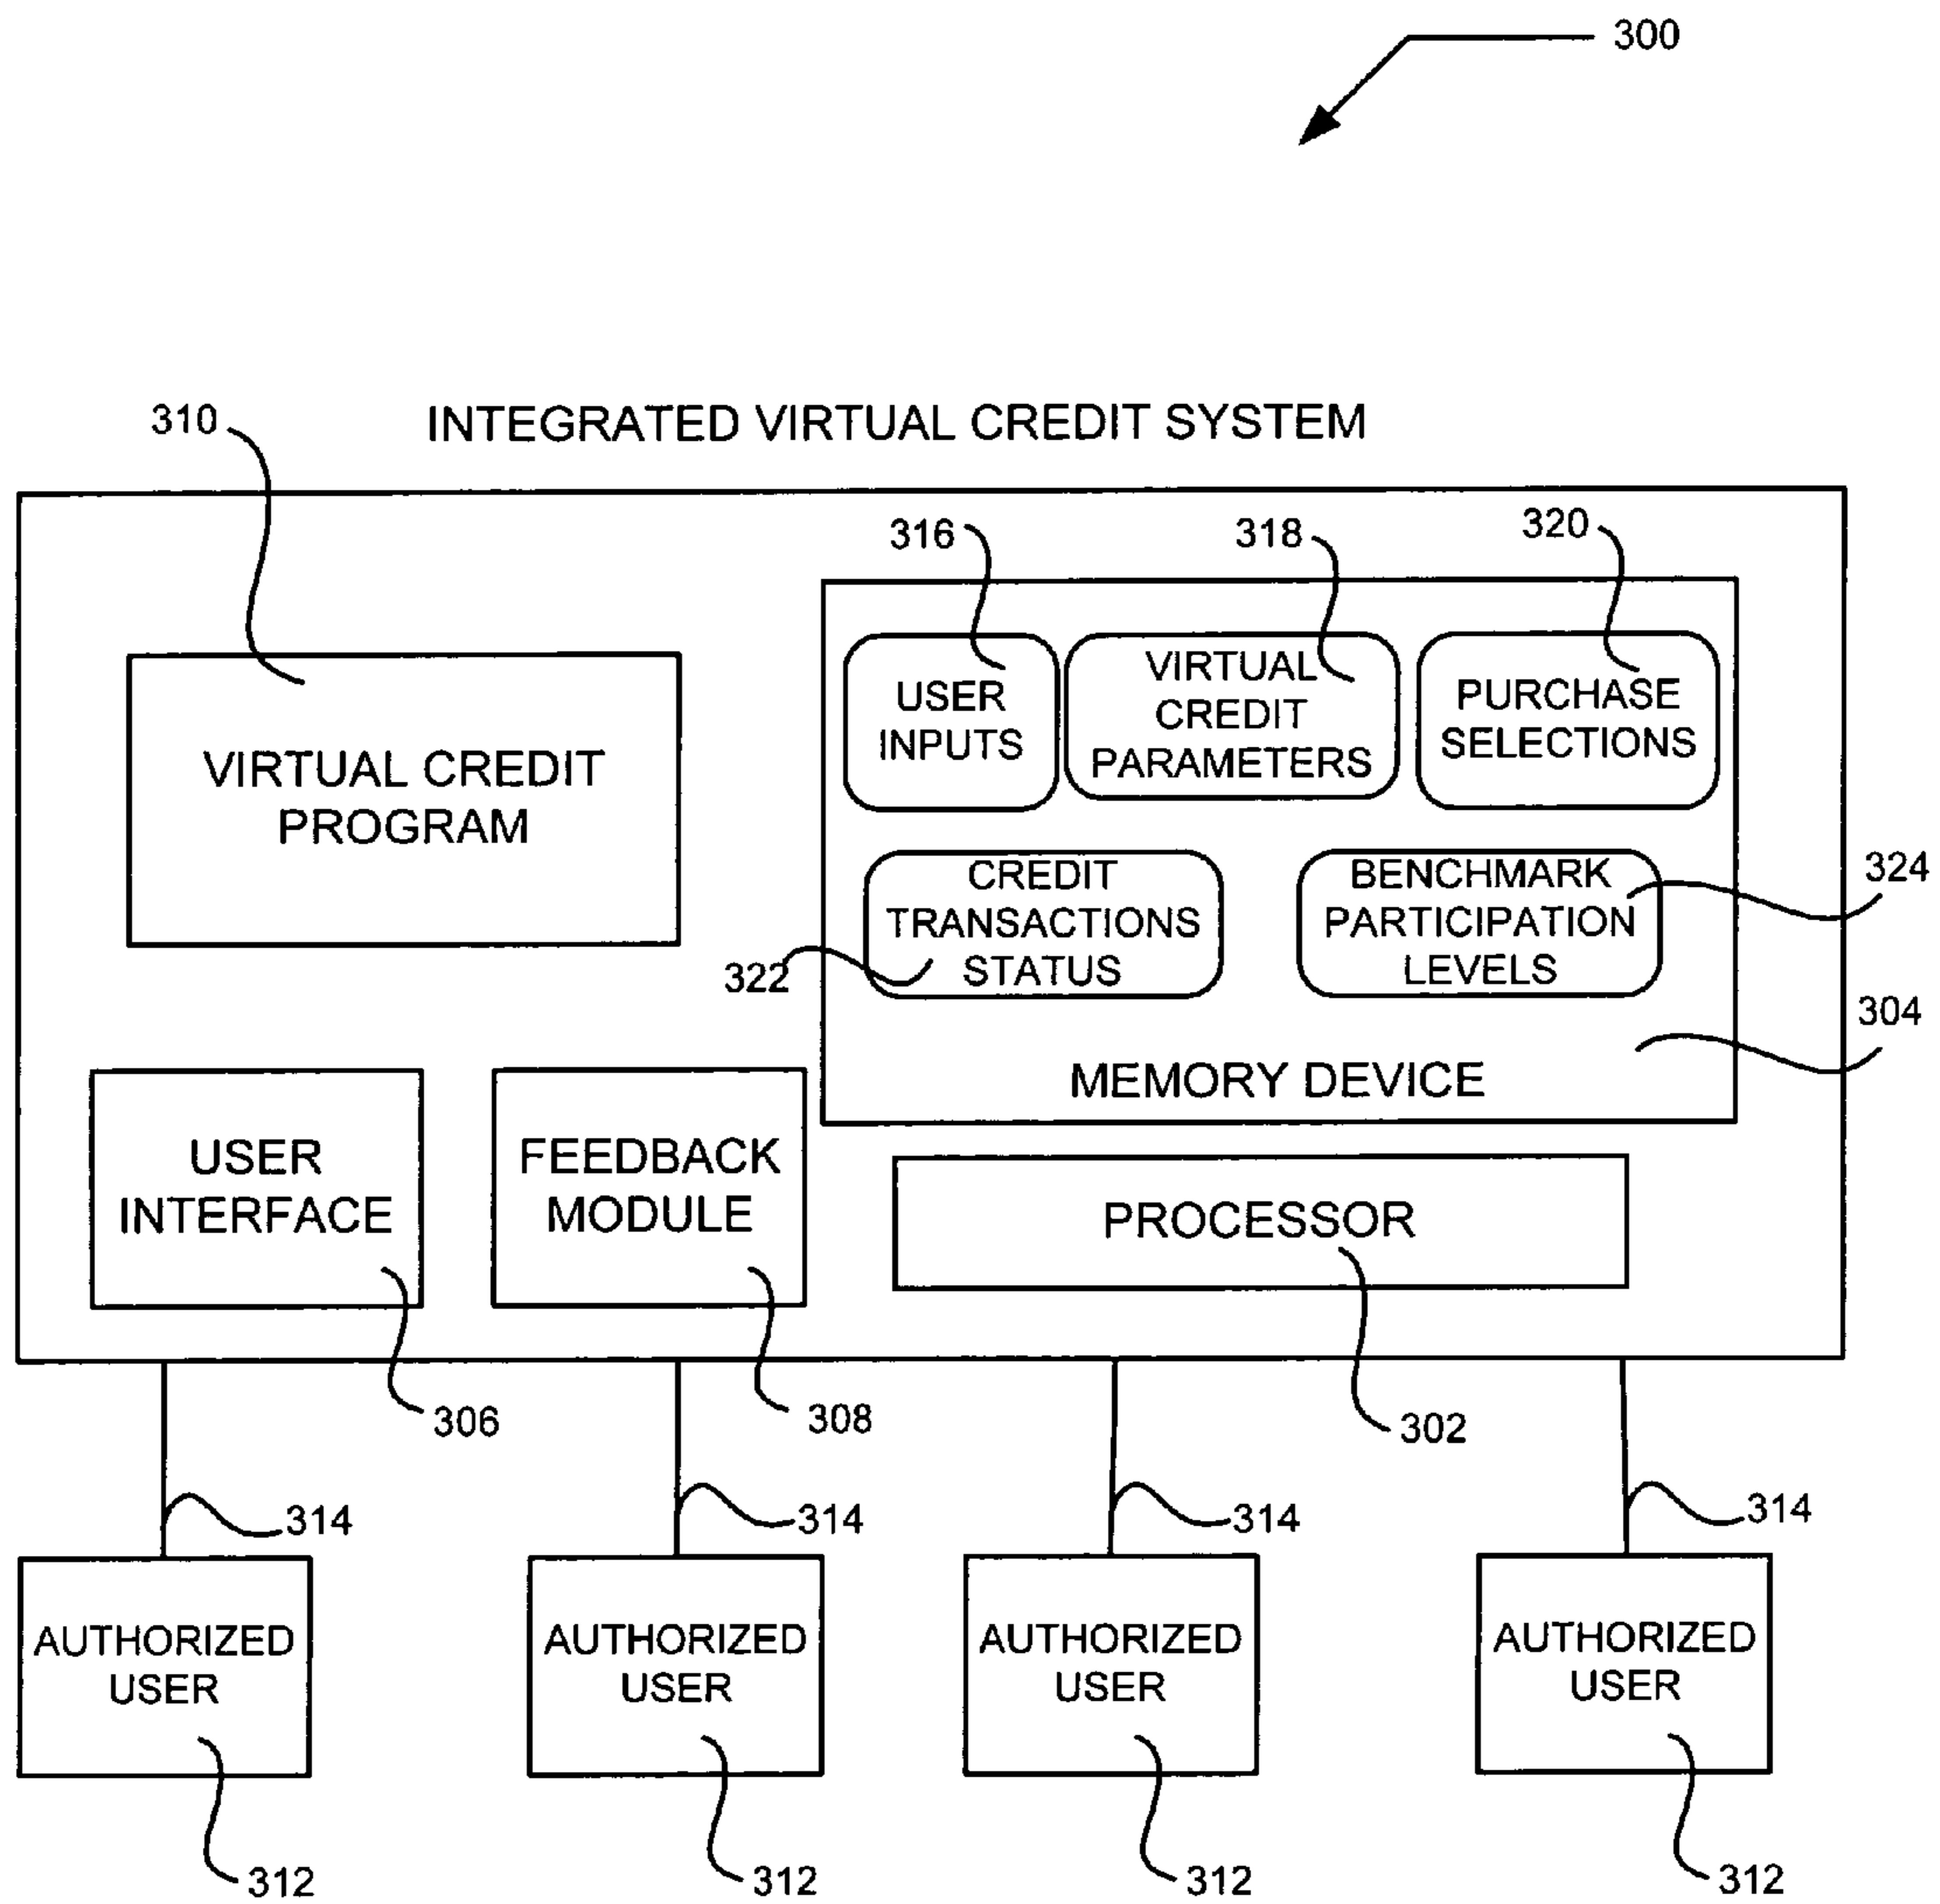 300
310
INTEGRATED VIRTUAL CREDIT SYSTEM
316
318
320
VIRTUAL CREDIT
PROGRAM
USER
INPUTS
VIRTUAL
CREDIT
PARAMETERS
PURCHASE
SELECTIONS
CREDIT
TRANSACTIONS
STATUS
322
BENCHMARK
PARTICIPATION
LEVELS
324
304
MEMORY DEVICE
USER
INTERFACE
FEEDBACK
MODULE
PROCESSOR
306
308
302
314
314
314
314
AUTHORIZED
USER
AUTHORIZED
USER
AUTHORIZED
USER
AUTHORIZED
USER
312
312
312
312